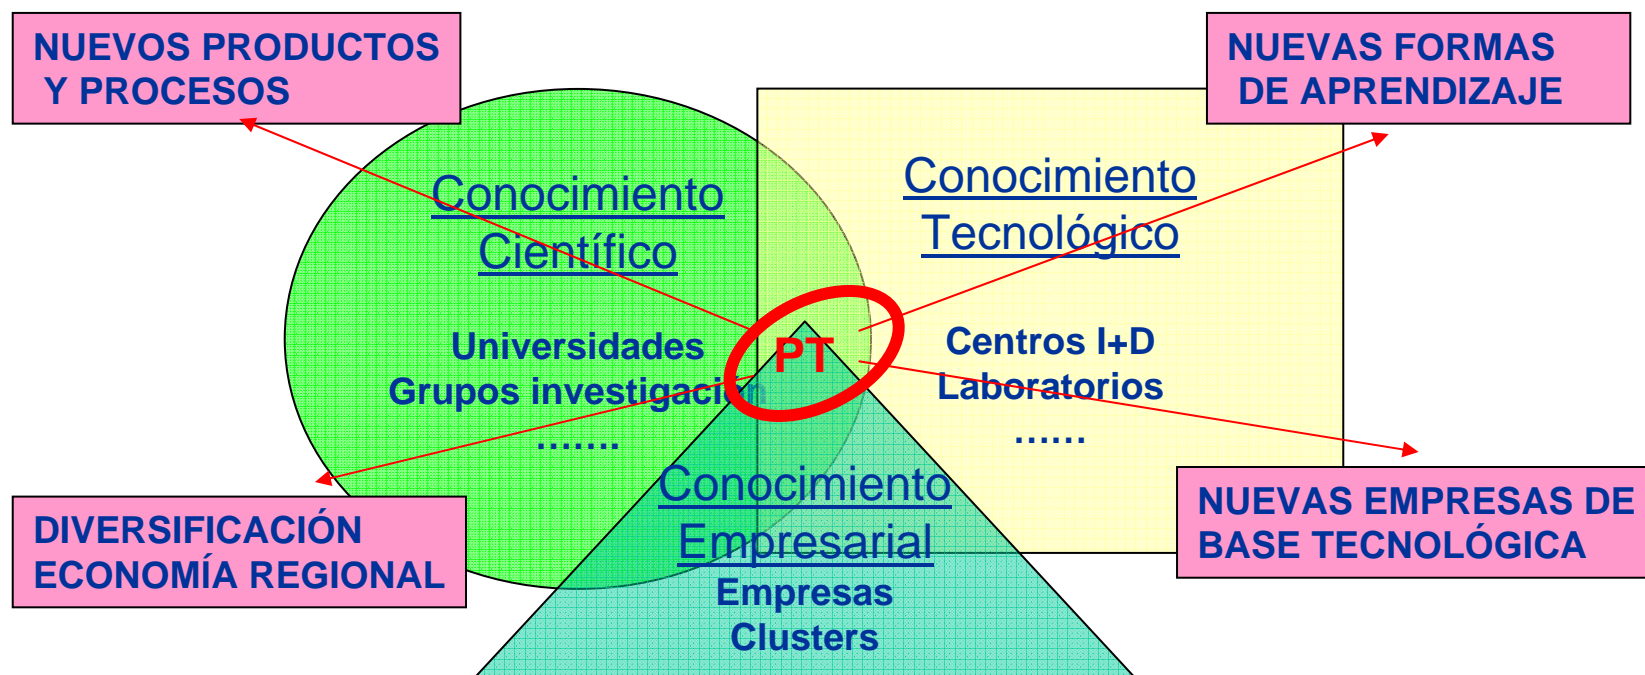 NUEVOS PRODUCTOS
Y PROCESOS
NUEVAS FORMAS
DE APRENDIZAJE
Conocimiento
Científico
Conocimiento
Tecnológico
Universidades
Grupos investigación
.......
PT
Centros I+D
Laboratorios
......
Conocimiento
Empresarial
Empresas
Clusters
DIVERSIFICACIÓN
ECONOMÍA REGIONAL
NUEVAS EMPRESAS DE
BASE TECNOLÓGICA